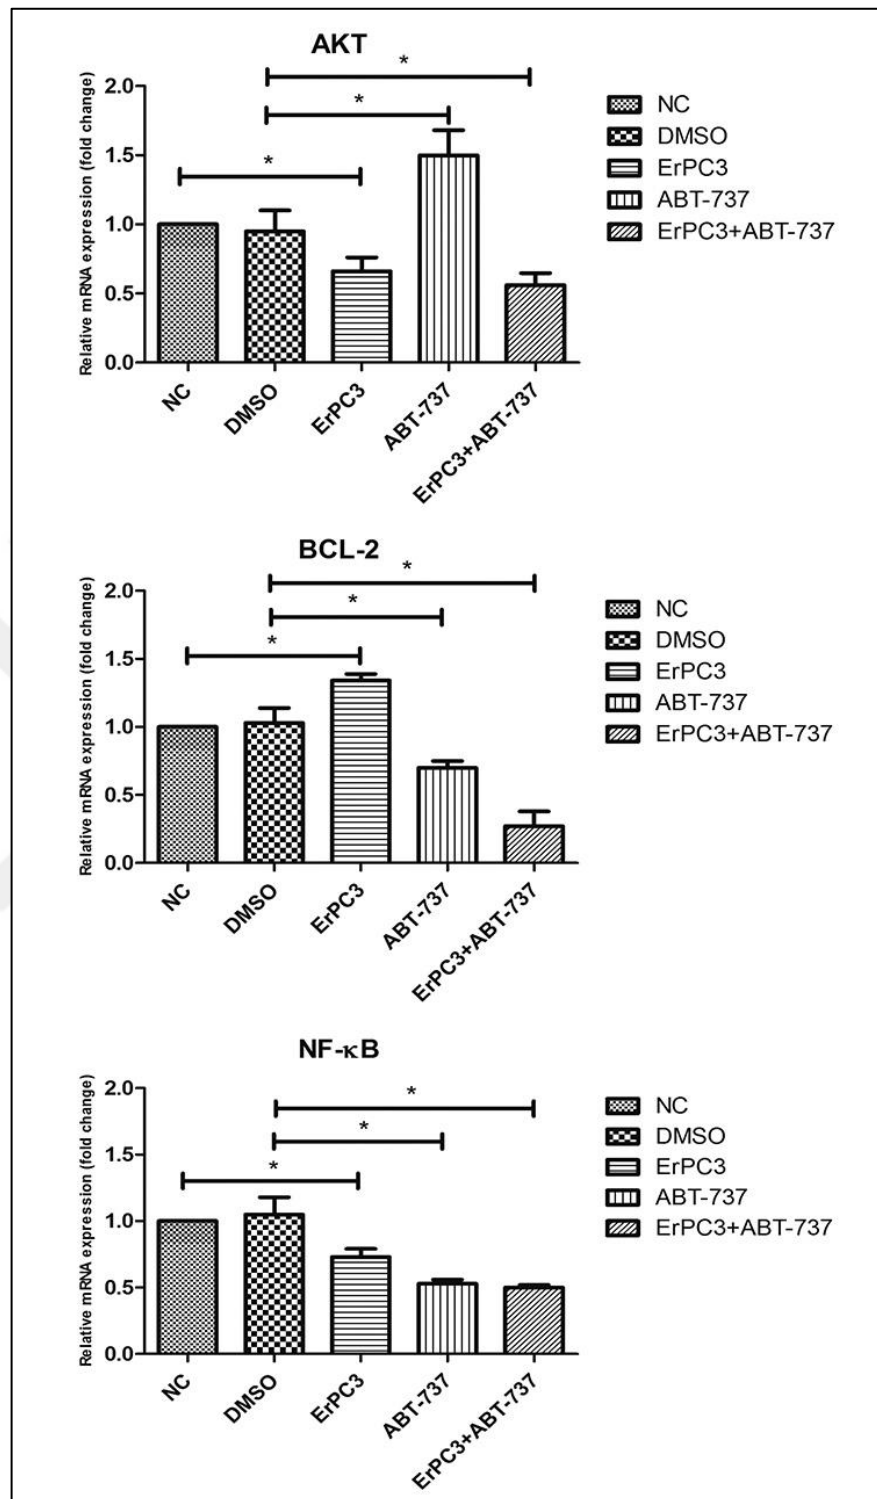 AKT
*
*
*
Relative mRNA expression (fold change)
2.0
1.5
1.0
0.5
0.0
NC
DMSO
ErPC3
ABT-737
ErPC3+ABT-737
NC
DMSO
ErPC3
ABT-737
ErPC3+ABT-737
BCL-2
*
*
*
Relative mRNA expression (fold change)
2.0
1.5
1.0
0.5
0.0
NC
DMSO
ErPC3
ABT-737
ErPC3+ABT-737
NC
DMSO
ErPC3
ABT-737
ErPC3+ABT-737
NF-κB
*
*
*
Relative mRNA expression (fold change)
2.0
1.5
1.0
0.5
0.0
NC
DMSO
ErPC3
ABT-737
ErPC3+ABT-737
NC
DMSO
ErPC3
ABT-737
ErPC3+ABT-737